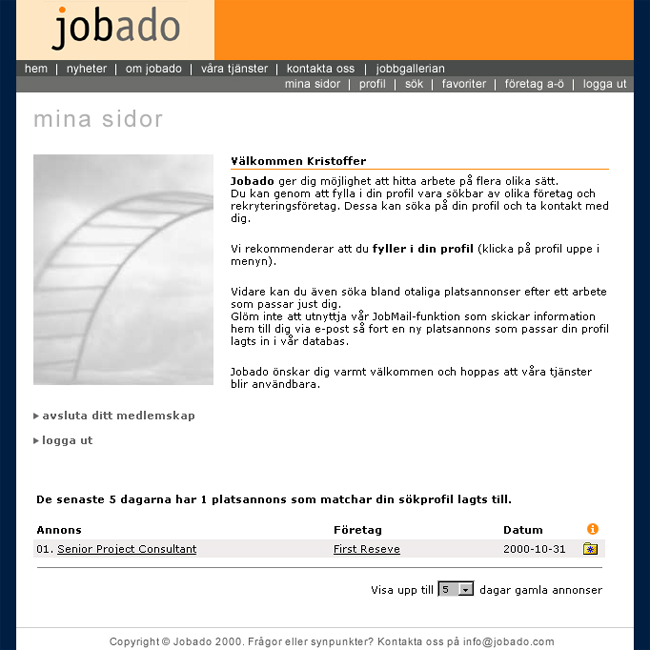 jobado
hem | nyheter | om jobado | våra tjänster | kontakta oss | jobbgallerian
mina sidor | profil | sök | favoriter | företag a-ö | logga ut
mina sidor
Välkommen Kristoffer
Jobado ger dig möjlighet att hitta arbete på flera olika sätt.
Du kan genom att fylla i din profil vara sökbar av olika företag och
rekryteringsföretag. Dessa kan söka på din profil och ta kontakt med
dig.
Vi rekommenderar att du fyller i din profil (klicka på profil uppe i
menyn).
Vidare kan du även söka bland otaliga platsannonser efter ett arbete
som passar just dig.
Glöm inte att utnyttja vår JobMail-funktion som skickar information
hem till dig via e-post så fort en ny platsannons som passar din profil
lagts in i vår databas.
Jobado önskar dig varmt välkommen och hoppas att våra tjänster
blir användbara.
avsluta ditt medlemskap
logga ut
De senaste 5 dagarna har 1 platsannons som matchar din sökprofil lagts till.
Annons Företag Datum i
01. Senior Project Consultant First Reseve 2000-10-31
Visa upp till 5 dagar gamla annonser
Copyright © Jobado 2000. Frågor eller synpunkter? Kontakta oss på info@jobado.com